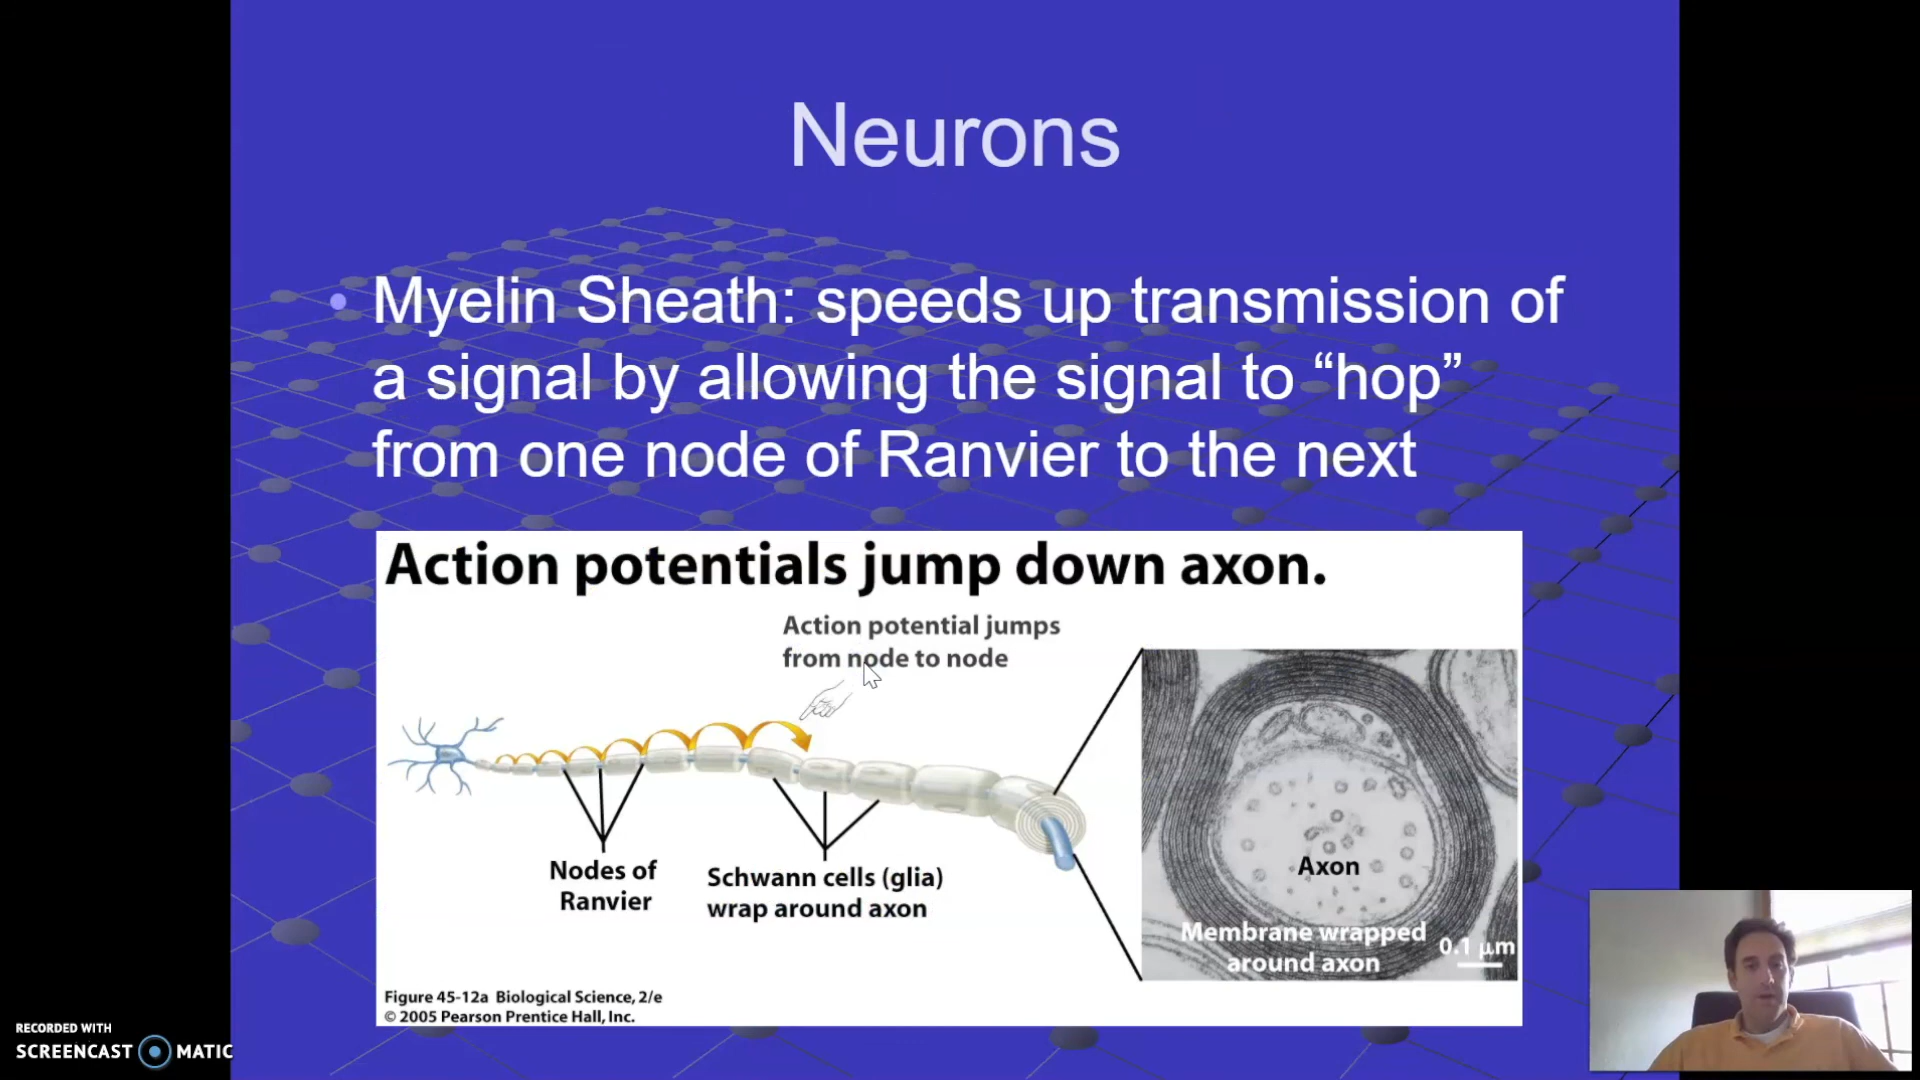 Neurons
Myelin Sheath: speeds up transmission of
a signal by allowing the signal to “hop”
from one node of Ranvier to the next
Action potentials jump down axon.
Action potential jumps
from node to node
Nodes of
Ranvier
Schwann cells (glia)
wrap around axon
Axon
Membrane wrapped
around axon
0.1 µm
Figure 45-12a Biological Science, 2/e
© 2005 Pearson Prentice Hall, Inc.
RECORDED WITH
SCREENCAST MATIC